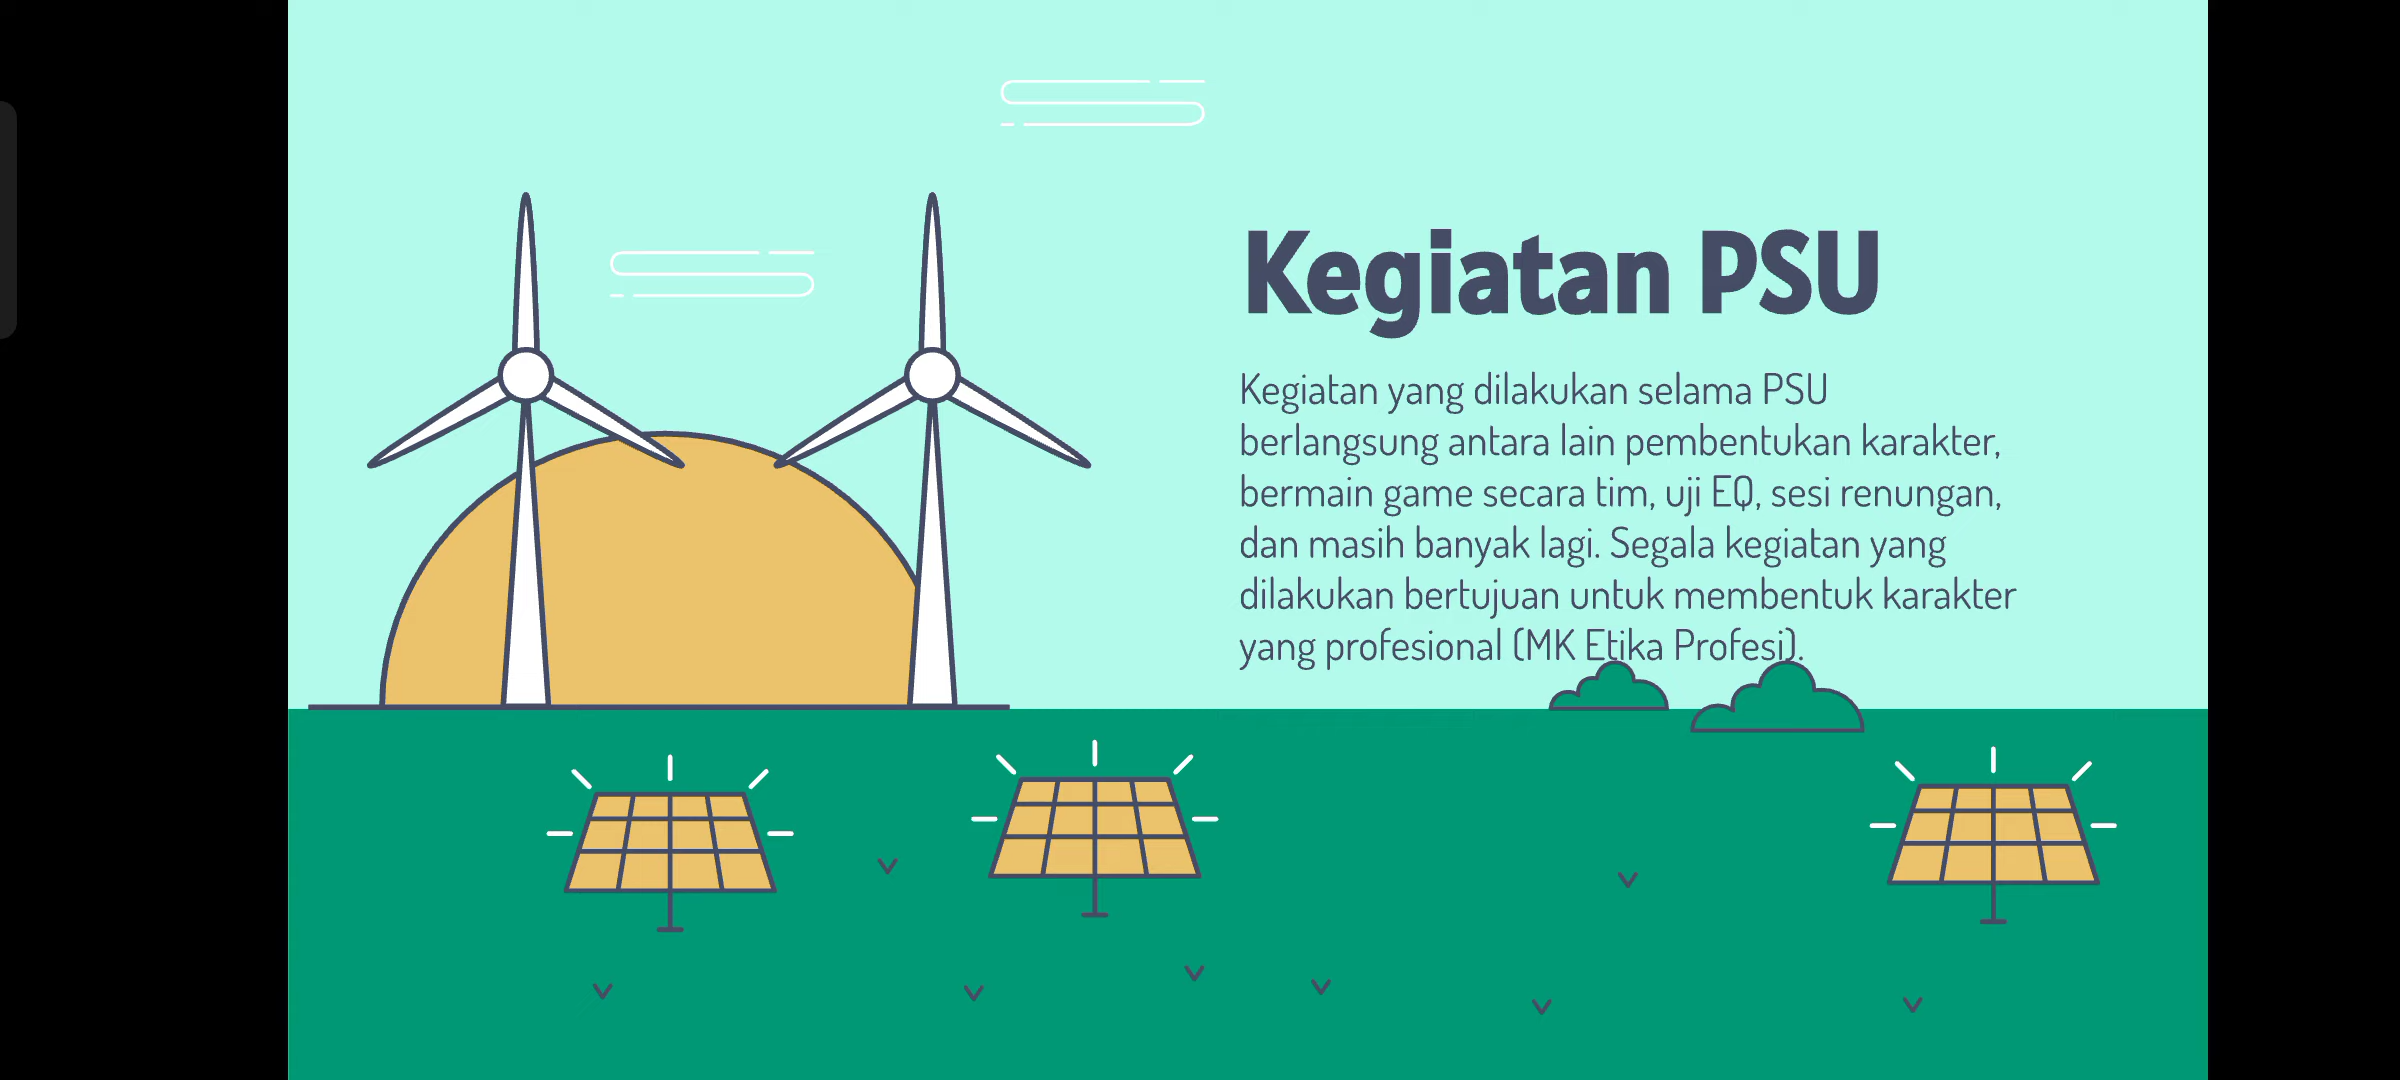 Kegiatan PSU
Kegiatan yang dilakukan selama PSU
berlangsung antara lain pembentukan karakter,
bermain game secara tim, uji EQ, sesi renungan,
dan masih banyak lagi. Segala kegiatan yang
dilakukan bertujuan untuk membentuk karakter
yang profesional (MK Etika Profesi).